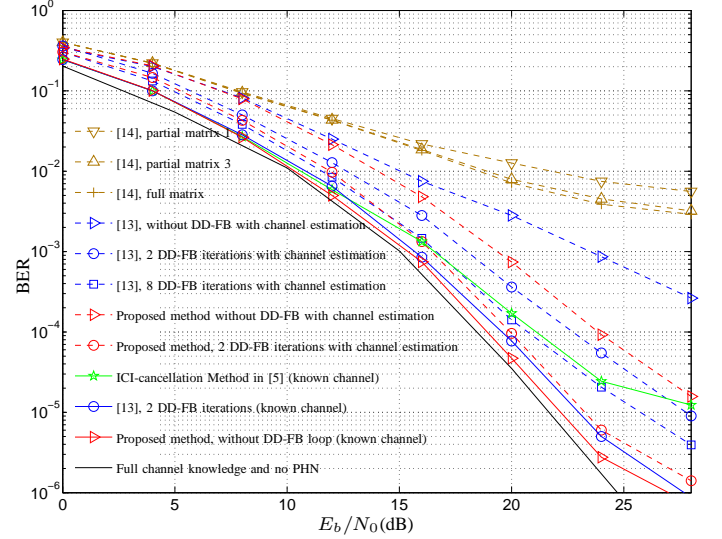 10^0
10^-1
10^-2
10^-3
10^-4
10^-5
10^-6
BER
[14], partial matrix 1
[14], partial matrix 3
[14], full matrix
[13], without DD-FB with channel estimation
[13], 2 DD-FB iterations with channel estimation
[13], 8 DD-FB iterations with channel estimation
Proposed method without DD-FB with channel estimation
Proposed method, 2 DD-FB iterations with channel estimation
ICI-cancellation Method in [5] (known channel)
[13], 2 DD-FB iterations (known channel)
Proposed method, without DD-FB loop (known channel)
Full channel knowledge and no PHN
0 5 10 15 20 25
E_b/N_0(dB)